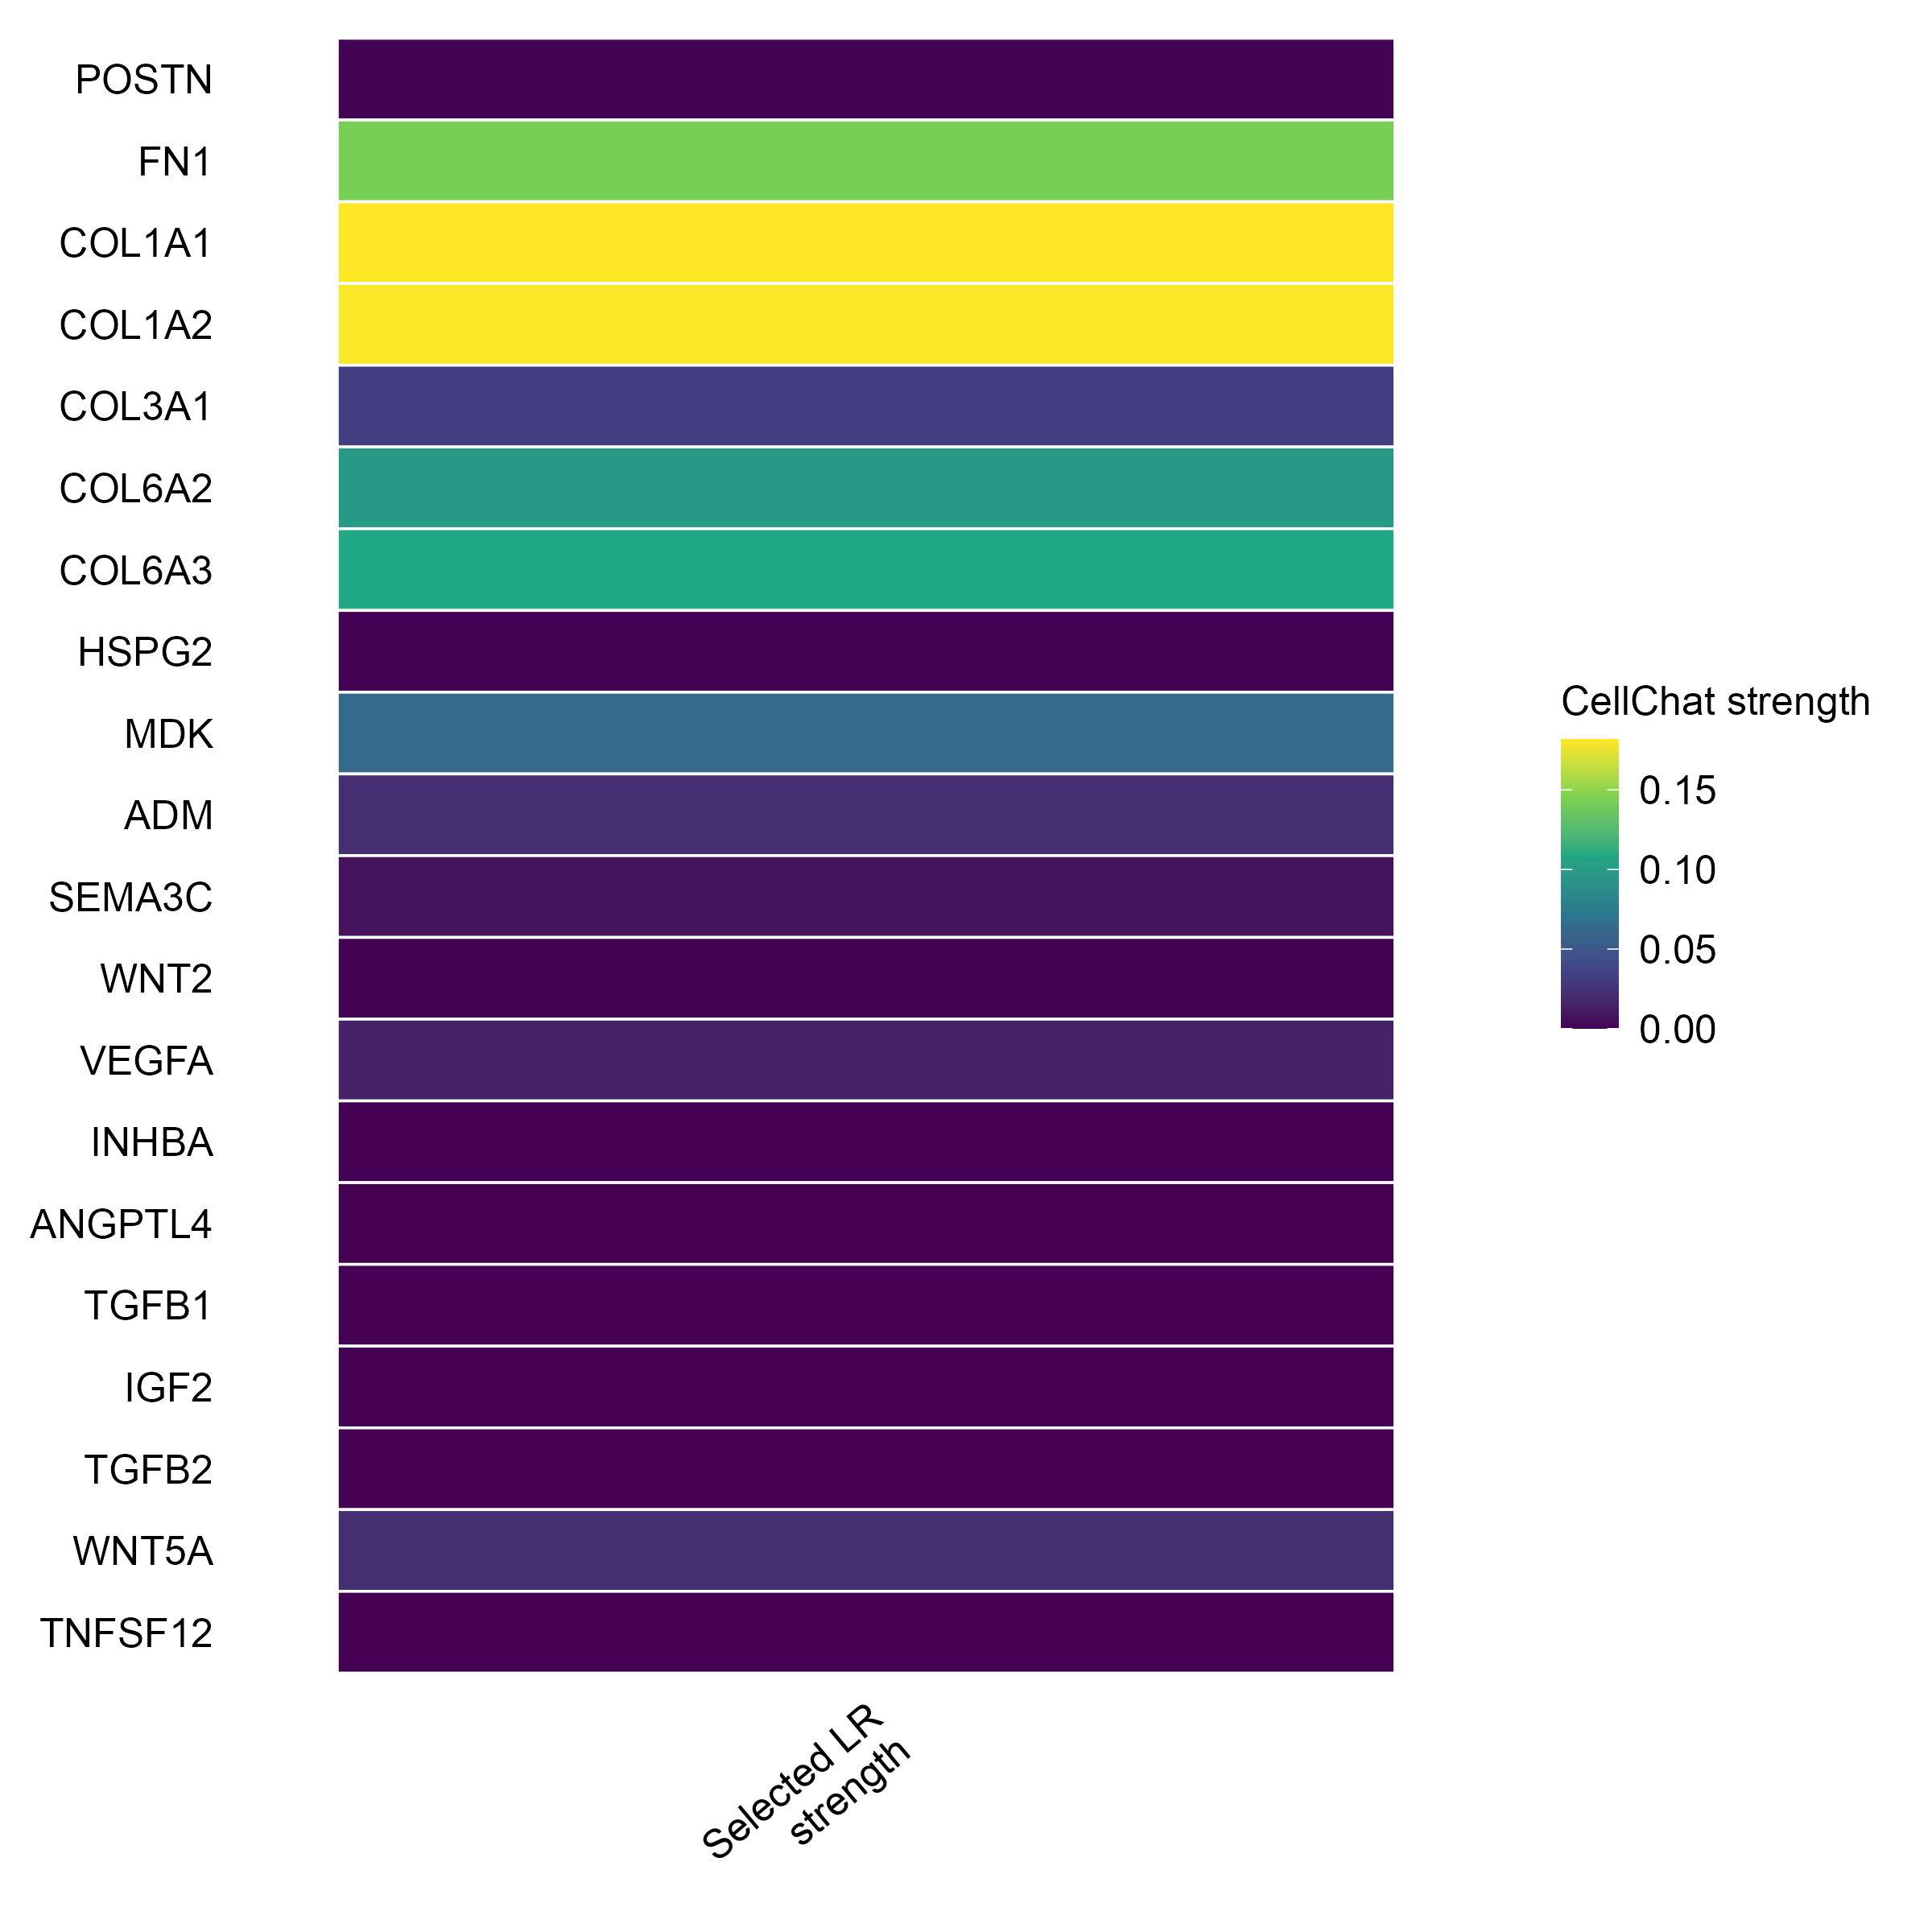 POSTN
FN1
COL1A1
COL1A2
COL3A1
COL6A2
COL6A3
HSPG2
MDK
ADM
SEMA3C
WNT2
VEGFA
INHBA
ANGPTL4
TGFB1
IGF2
TGFB2
WNT5A
TNFSF12
Selected LR
strength
CellChat strength
0.15
0.10
0.05
0.00